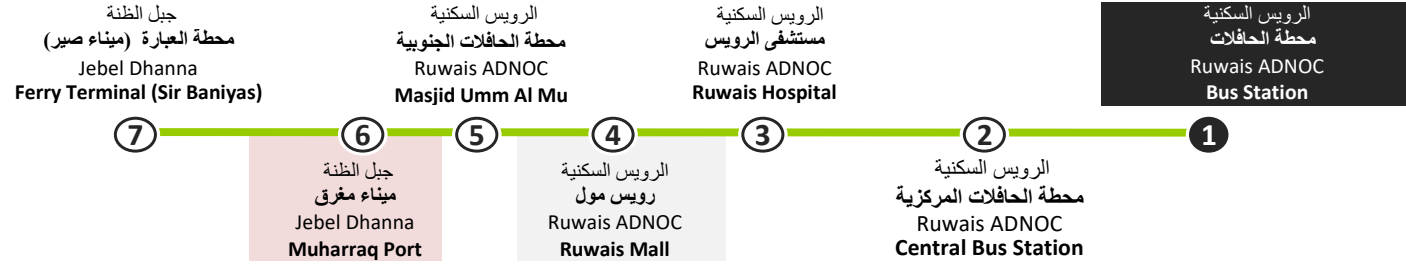 جبل الظنة
محطة العبارة (ميناء صير)
Jebel Dhanna
Ferry Terminal (Sir Baniyas)
الرويس السكنية
محطة الحافلات الجنوبية
Ruwais ADNOC
Masjid Umm Al Mu
الرويس السكنية
مستشفى الرويس
Ruwais ADNOC
Ruwais Hospital
الرويس السكنية
محطة الحافلات
Ruwais ADNOC
Bus Station
7
6
5
4
3
2
1
جبل الظنة
ميناء مغرق
Jebel Dhanna
Muharraq Port
الرويس السكنية
رويس مول
Ruwais ADNOC
Ruwais Mall
الرويس السكنية
محطة الحافلات المركزية
Ruwais ADNOC
Central Bus Station